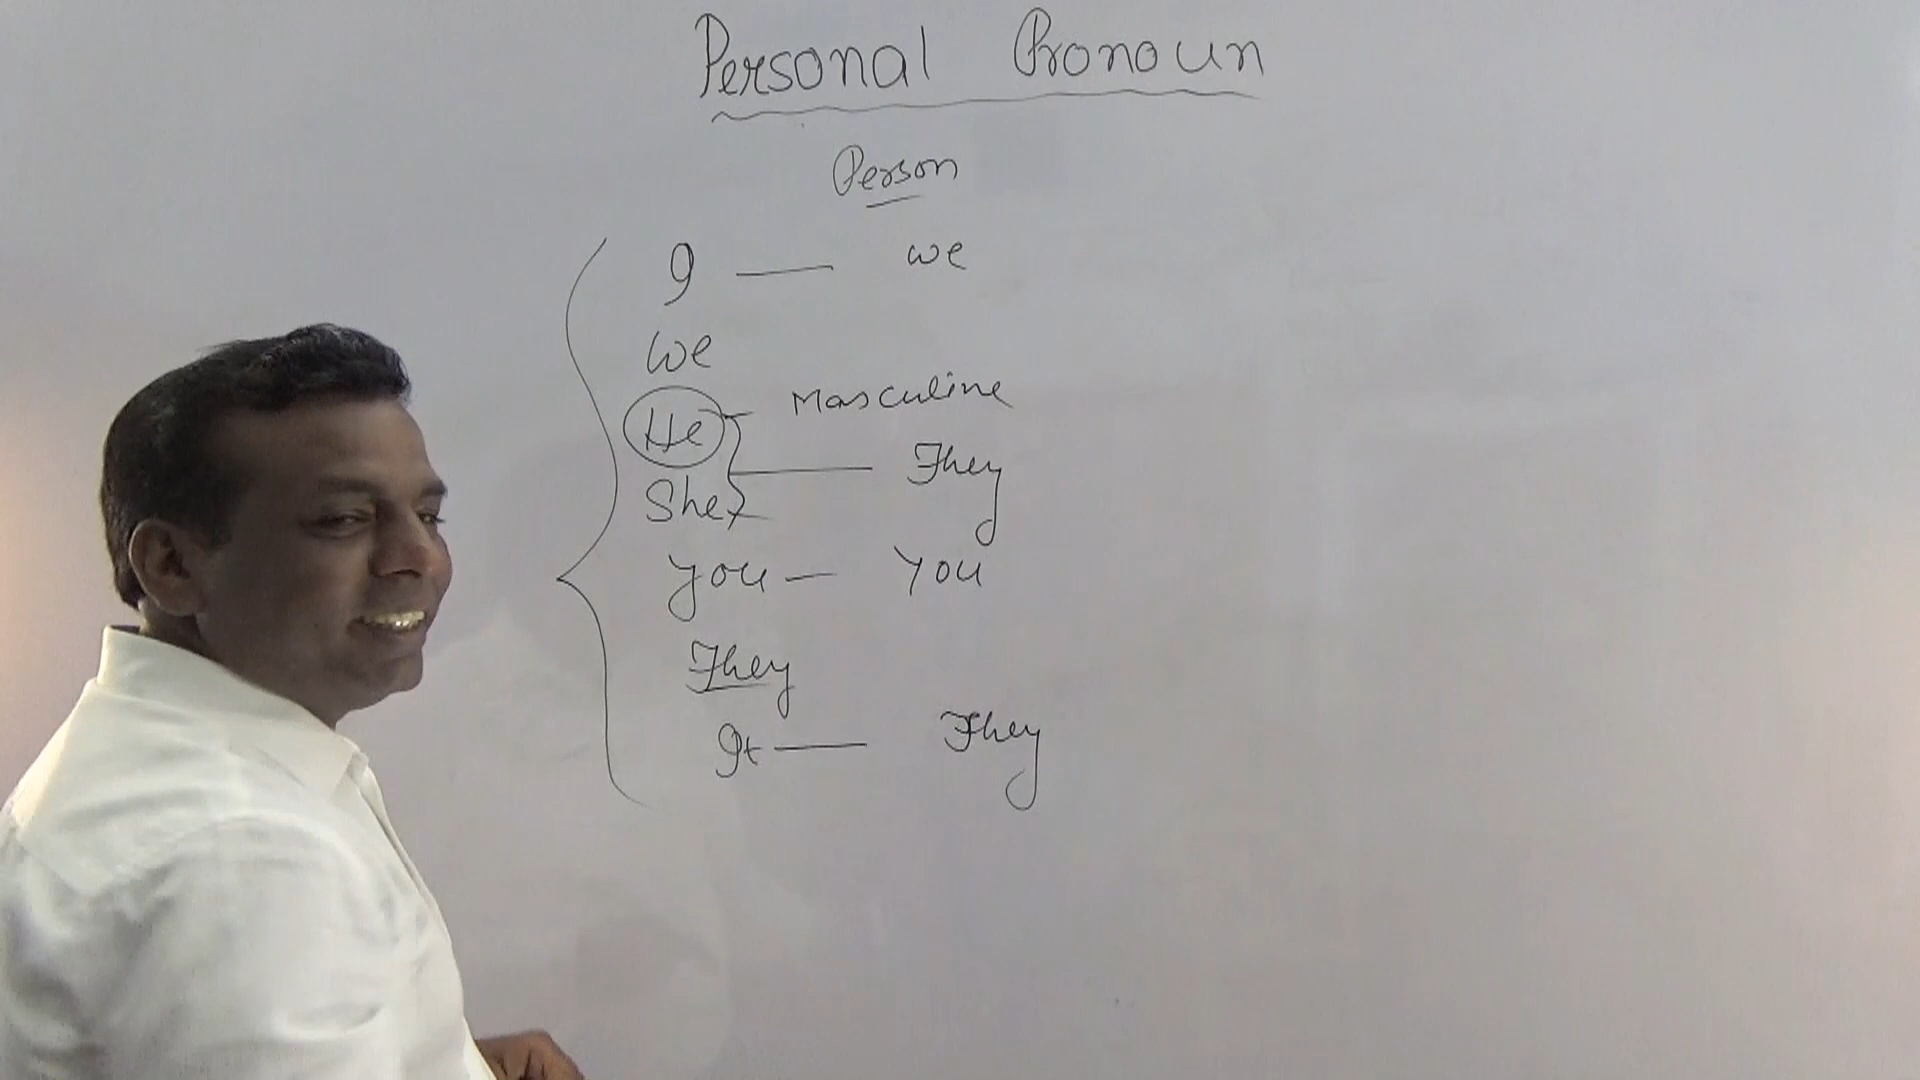 Personal Pronoun
Person
I — we
We
He — Masculine
They
She
you — You
They
It — They